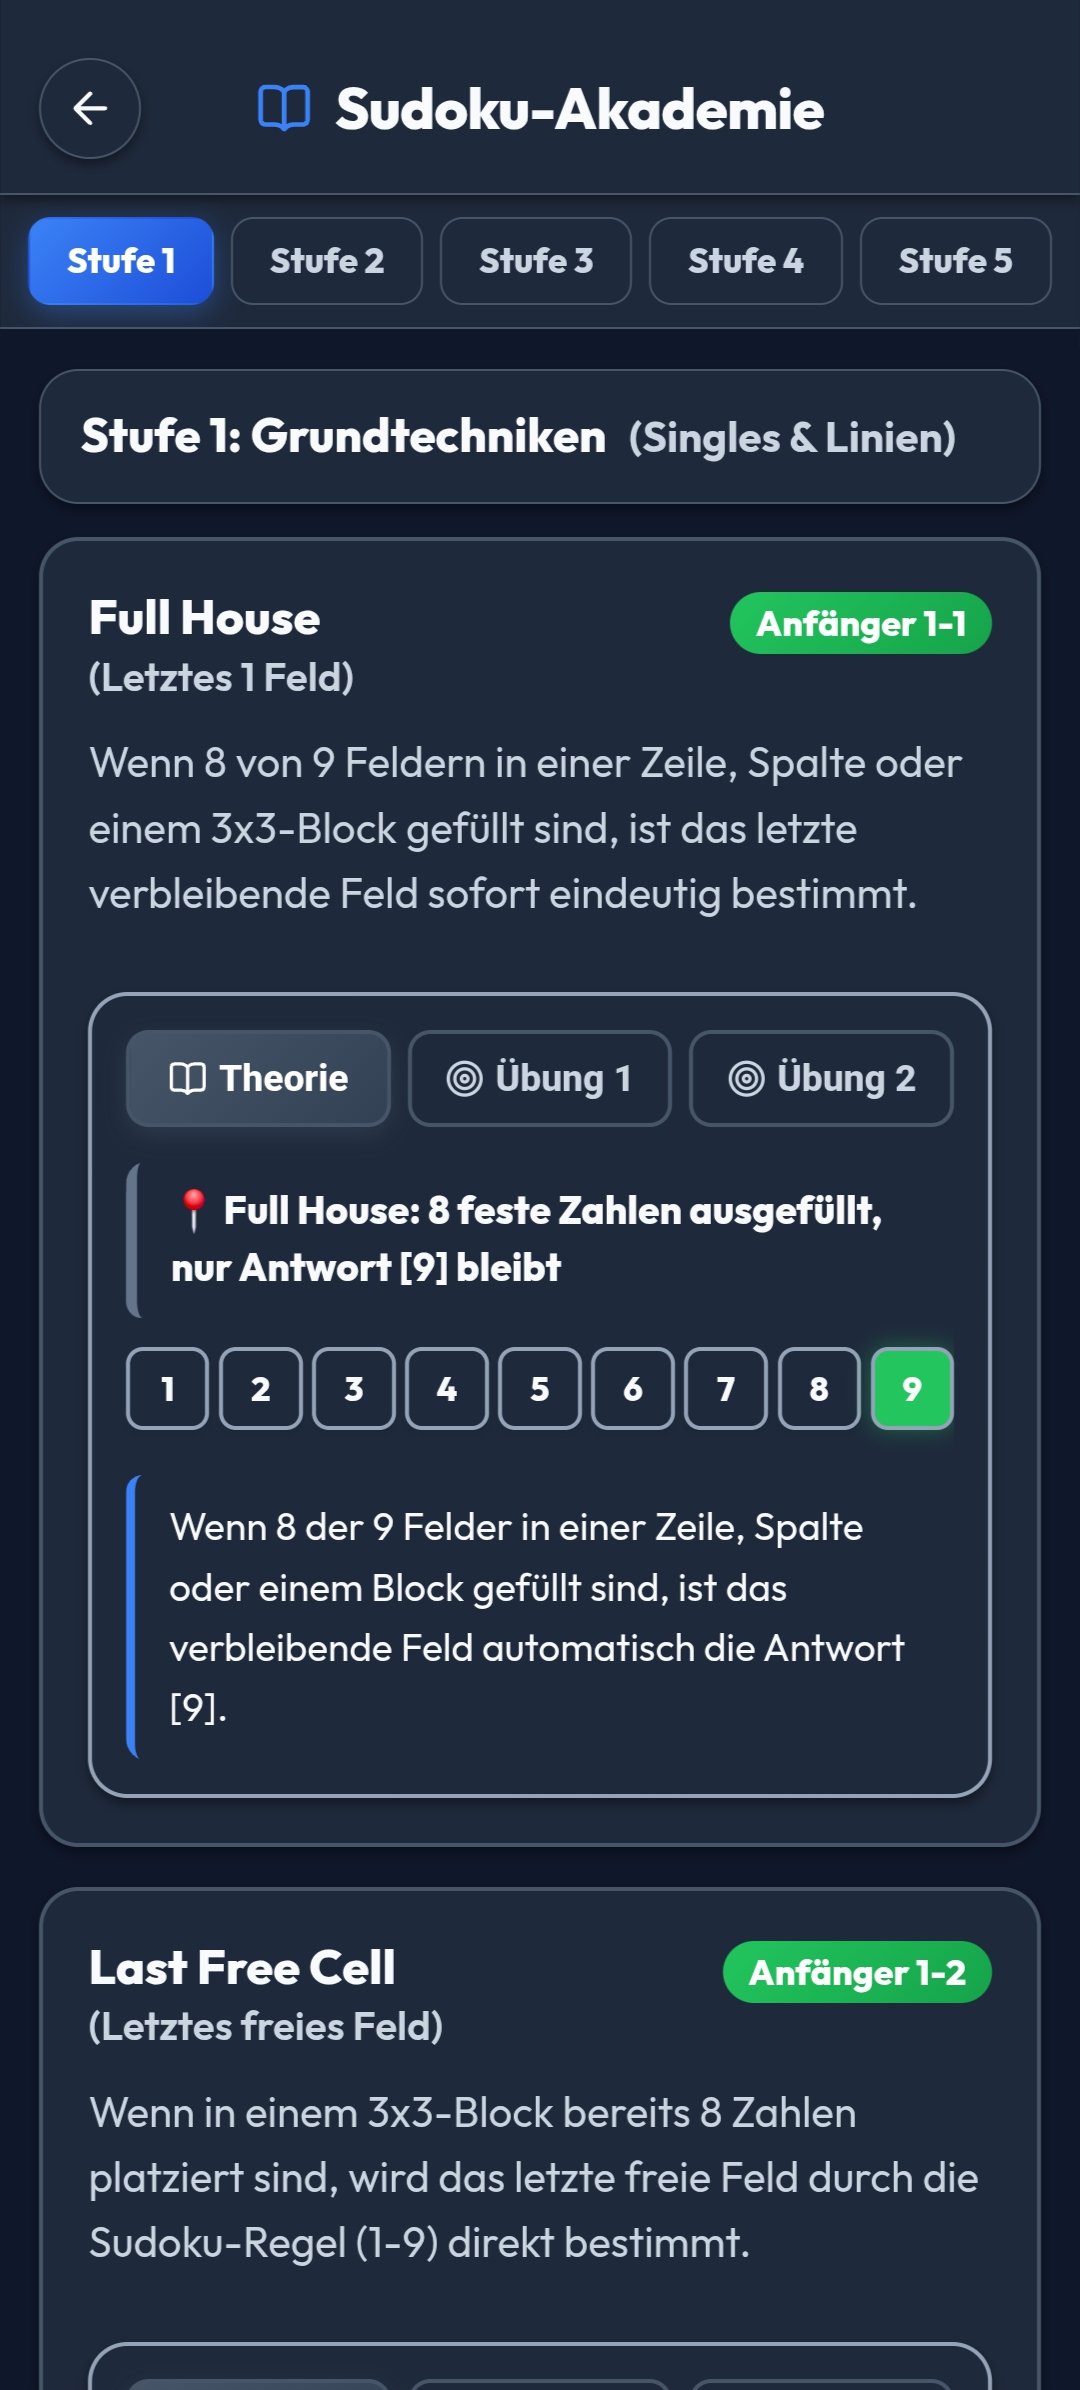 Sudoku-Akademie
Stufe 1 Stufe 2 Stufe 3 Stufe 4 Stufe 5
Stufe 1: Grundtechniken (Singles & Linien)
Full House
Anfänger 1-1
(Letztes 1 Feld)
Wenn 8 von 9 Feldern in einer Zeile, Spalte oder
einem 3x3-Block gefüllt sind, ist das letzte
verbleibende Feld sofort eindeutig bestimmt.
Theorie Übung 1 Übung 2
📍 Full House: 8 feste Zahlen ausgefüllt,
nur Antwort [9] bleibt
1 2 3 4 5 6 7 8 9
Wenn 8 der 9 Felder in einer Zeile, Spalte
oder einem Block gefüllt sind, ist das
verbleibende Feld automatisch die Antwort
[9].
Last Free Cell
Anfänger 1-2
(Letztes freies Feld)
Wenn in einem 3x3-Block bereits 8 Zahlen
platziert sind, wird das letzte freie Feld durch die
Sudoku-Regel (1-9) direkt bestimmt.